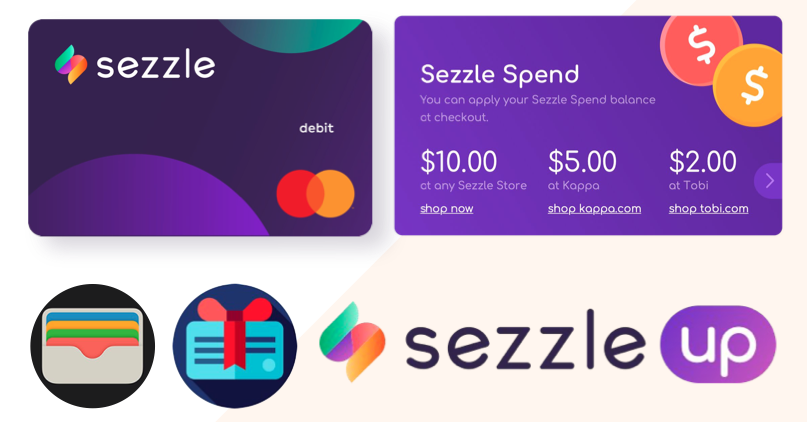 sezzle
debit
Sezzle Spend
You can apply your Sezzle Spend balance
at checkout.
$10.00
at any Sezzle Store
shop now
$5.00
at Kappa
shop kappa.com
$2.00
at Tobi
shop tobi.com
$
$
sezzle up